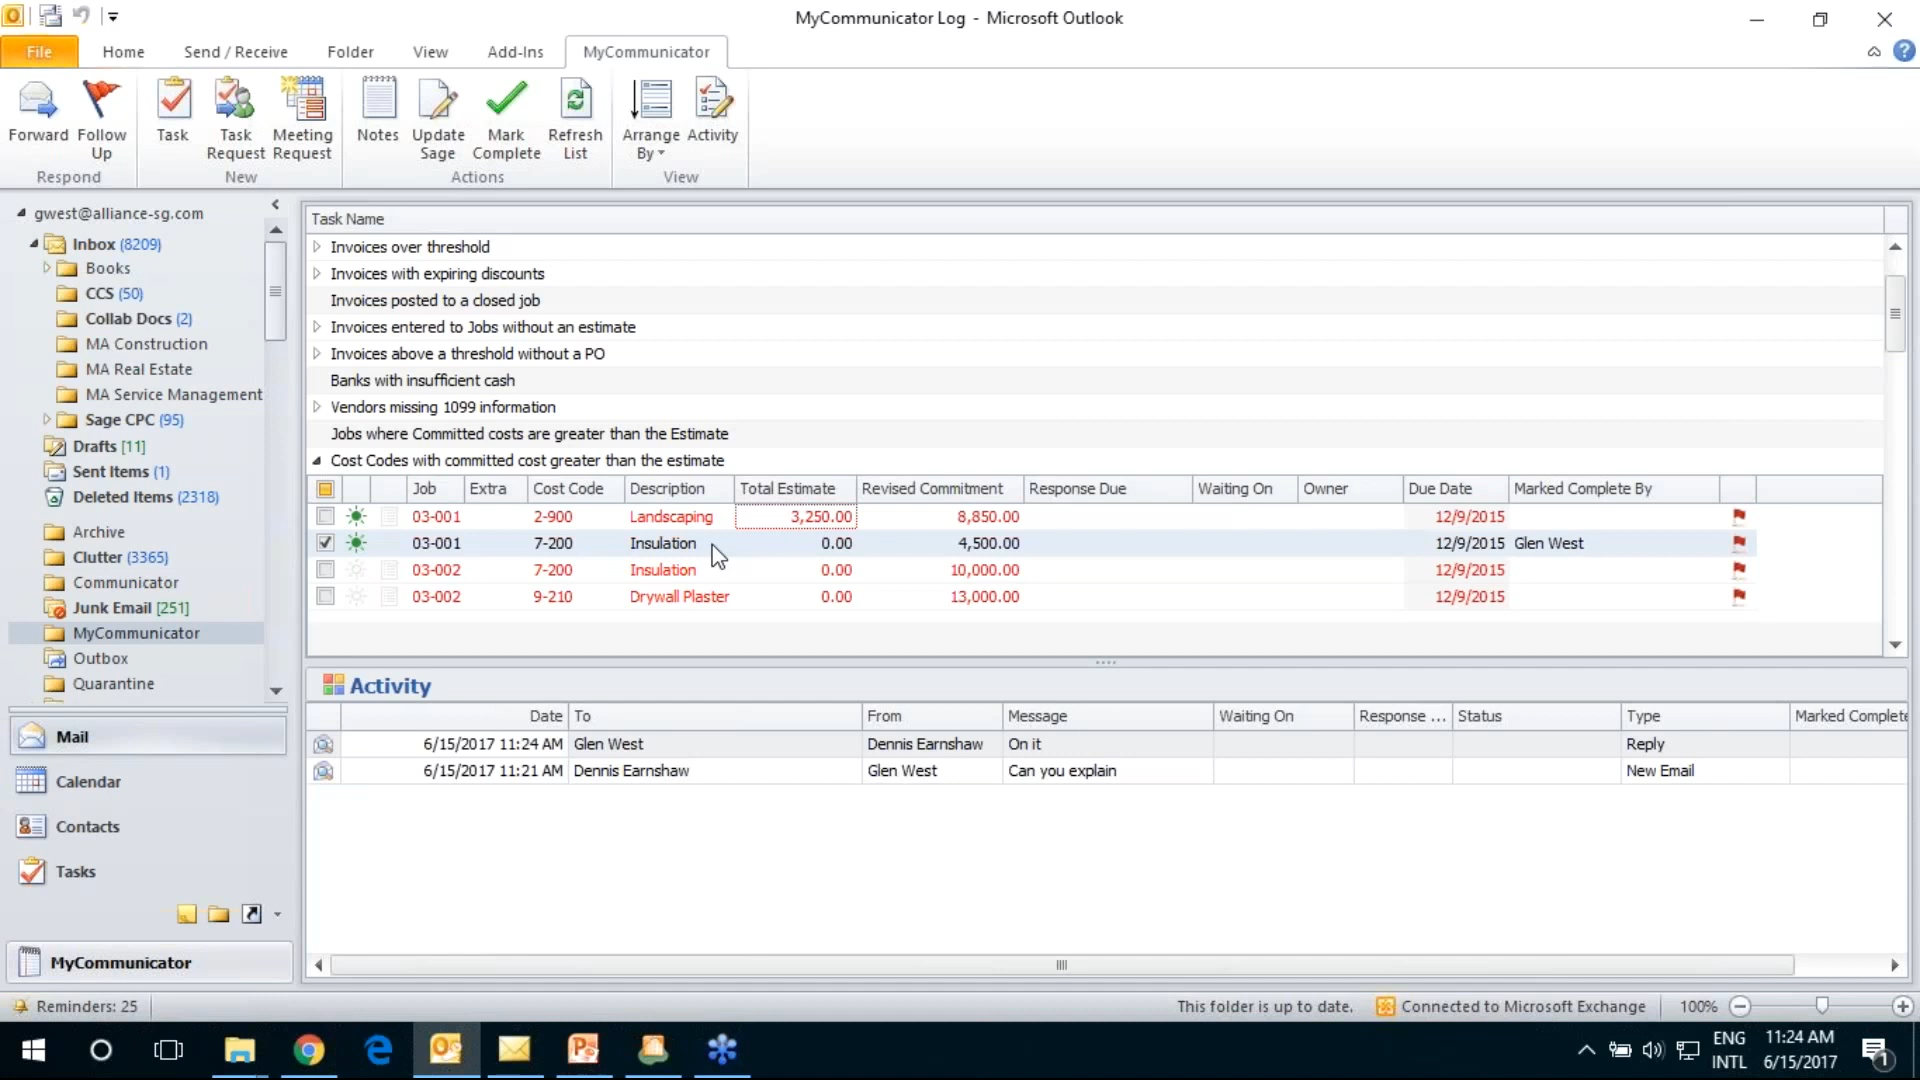 MyCommunicator Log - Microsoft Outlook
File Home Send / Receive Folder View Add-Ins MyCommunicator
Forward Follow Up Task Task Request Meeting Request Notes Update Sage Mark Complete Refresh List Arrange By Activity
Respond New Actions View
gwest@alliance-sg.com
Inbox (8209)
Books
CCS (50)
Collab Docs (2)
MA Construction
MA Real Estate
MA Service Management
Sage CPC (95)
Drafts [11]
Sent Items (1)
Deleted Items (2318)
Archive
Clutter (3365)
Communicator
Junk Email [251]
MyCommunicator
Outbox
Quarantine
Mail
Calendar
Contacts
Tasks
MyCommunicator
Task Name
Invoices over threshold
Invoices with expiring discounts
Invoices posted to a closed job
Invoices entered to Jobs without an estimate
Invoices above a threshold without a PO
Banks with insufficient cash
Vendors missing 1099 information
Jobs where Committed costs are greater than the Estimate
Cost Codes with committed cost greater than the estimate
Job Extra Cost Code Description Total Estimate Revised Commitment Response Due Waiting On Owner Due Date Marked Complete By
03-001 2-900 Landscaping 3,250.00 8,850.00 12/9/2015
03-001 7-200 Insulation 0.00 4,500.00 12/9/2015 Glen West
03-002 7-200 Insulation 0.00 10,000.00 12/9/2015
03-002 9-210 Drywall Plaster 0.00 13,000.00 12/9/2015
Activity
Date To From Message Waiting On Response ... Status Type Marked Complete
6/15/2017 11:24 AM Glen West Dennis Earnshaw On it Reply
6/15/2017 11:21 AM Dennis Earnshaw Glen West Can you explain New Email
Reminders: 25 This folder is up to date. Connected to Microsoft Exchange 100%
ENG 11:24 AM
INTL 6/15/2017 1